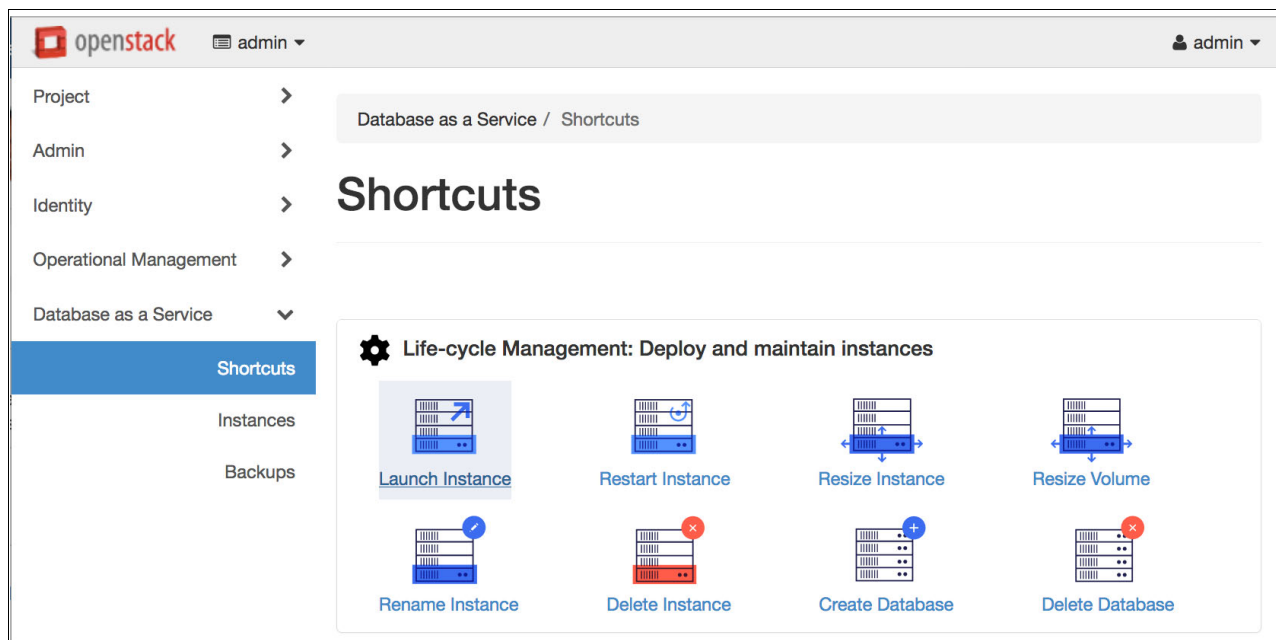 openstack admin admin
Project
Admin
Identity
Operational Management
Database as a Service
Shortcuts
Instances
Backups
Database as a Service / Shortcuts
Shortcuts
Life-cycle Management: Deploy and maintain instances
Launch Instance Restart Instance Resize Instance Resize Volume
Rename Instance Delete Instance Create Database Delete Database